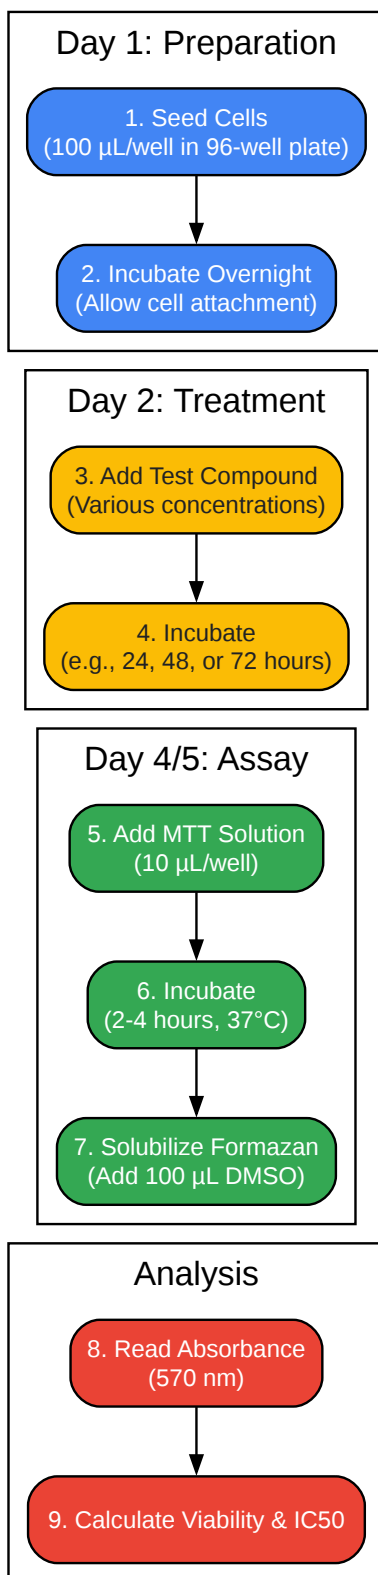 Day 1: Preparation
1. Seed Cells
(100 µL/well in 96-well plate)
2. Incubate Overnight
(Allow cell attachment)
Day 2: Treatment
3. Add Test Compound
(Various concentrations)
4. Incubate
(e.g., 24, 48, or 72 hours)
Day 4/5: Assay
5. Add MTT Solution
(10 µL/well)
6. Incubate
(2-4 hours, 37°C)
7. Solubilize Formazan
(Add 100 µL DMSO)
Analysis
8. Read Absorbance
(570 nm)
9. Calculate Viability & IC50